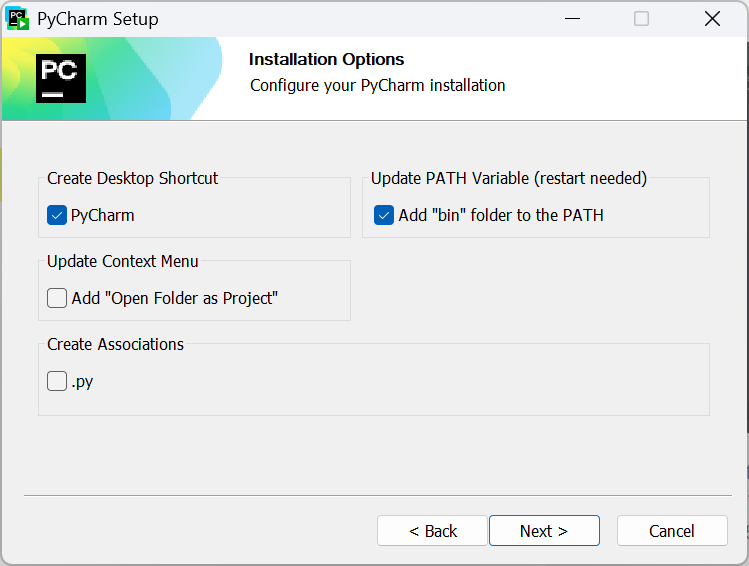 PyCharm Setup
Installation Options
Configure your PyCharm installation
PC
Create Desktop Shortcut
PyCharm
Update PATH Variable (restart needed)
Add "bin" folder to the PATH
Update Context Menu
Add "Open Folder as Project"
Create Associations
.py
< Back
Next >
Cancel